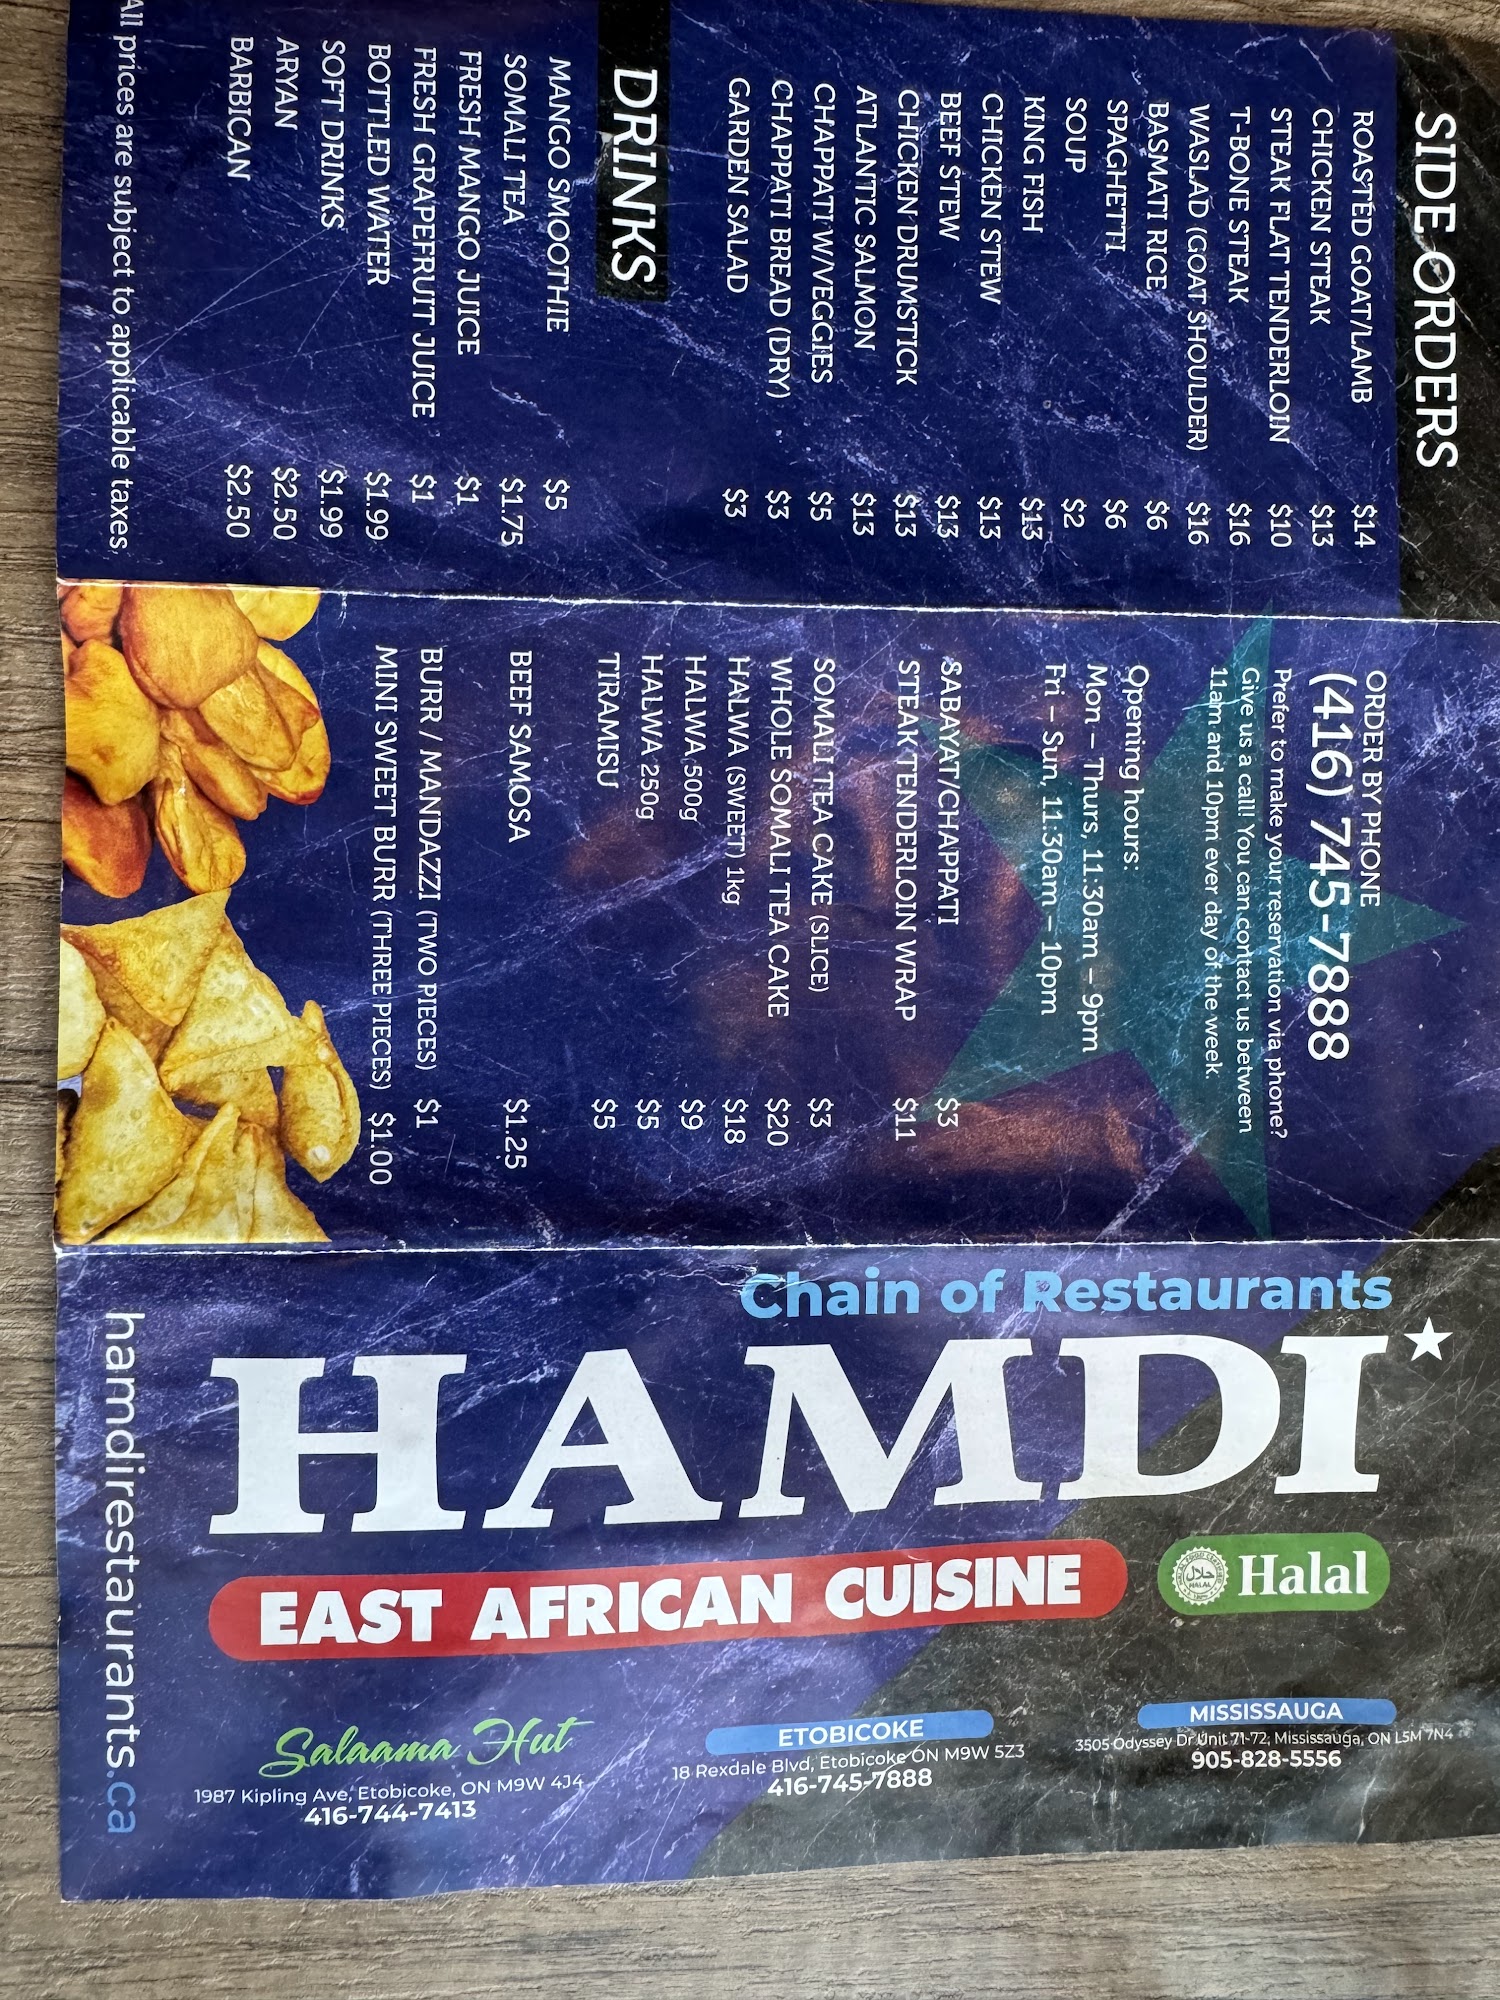 SIDE ORDERS
ROASTED GOAT/LAMB $14
CHICKEN STEAK $13
STEAK FLAT TENDERLOIN $10
T-BONE STEAK $16
WASLAD (GOAT SHOULDER) $16
BASMATI RICE $6
SPAGHETTI $6
SOUP $2
KING FISH $13
CHICKEN STEW $13
BEEF STEW $13
CHICKEN DRUMSTICK $13
ATLANTIC SALMON $13
CHAPPATI W/VEGGIES $5
CHAPPATI BREAD (DRY) $3
GARDEN SALAD $3
DRINKS
MANGO SMOOTHIE $5
SOMALI TEA $1.75
FRESH MANGO JUICE $1
FRESH GRAPEFRUIT JUICE $1
BOTTLED WATER $1.99
SOFT DRINKS $1.99
ARYAN $2.50
BARBICAN $2.50
All prices are subject to applicable taxes.
ORDER BY PHONE
(416) 745-7888
Prefer to make your reservation via phone?
Give us a call! You can contact us between
11am and 10pm ever day of the week.
Opening hours:
Mon – Thurs, 11:30am – 9pm
Fri – Sun, 11:30am – 10pm
SABAYAT/CHAPPATI $3
STEAK TENDERLOIN WRAP $11
SOMALI TEA CAKE (SLICE) $3
WHOLE SOMALI TEA CAKE $20
HALWA (SWEET) 1kg $18
HALWA 500g $9
HALWA 250g $5
TIRAMISU $5
BEEF SAMOSA $1.25
BURR / MANDAZZI (TWO PIECES) $1
MINI SWEET BURR (THREE PIECES) $1.00
Chain of Restaurants
HAMDI
EAST AFRICAN CUISINE
حلال
HALAL
Halal
Salaama Hut
1987 Kipling Ave, Etobicoke, ON M9W 4J4
416-744-7413
ETOBICOKE
18 Rexdale Blvd, Etobicoke ON M9W 5Z3
416-745-7888
MISSISSAUGA
3505 Odyssey Dr Unit 71-72, Mississauga, ON L5M 7N4
905-828-5556
hamdirestaurants.ca